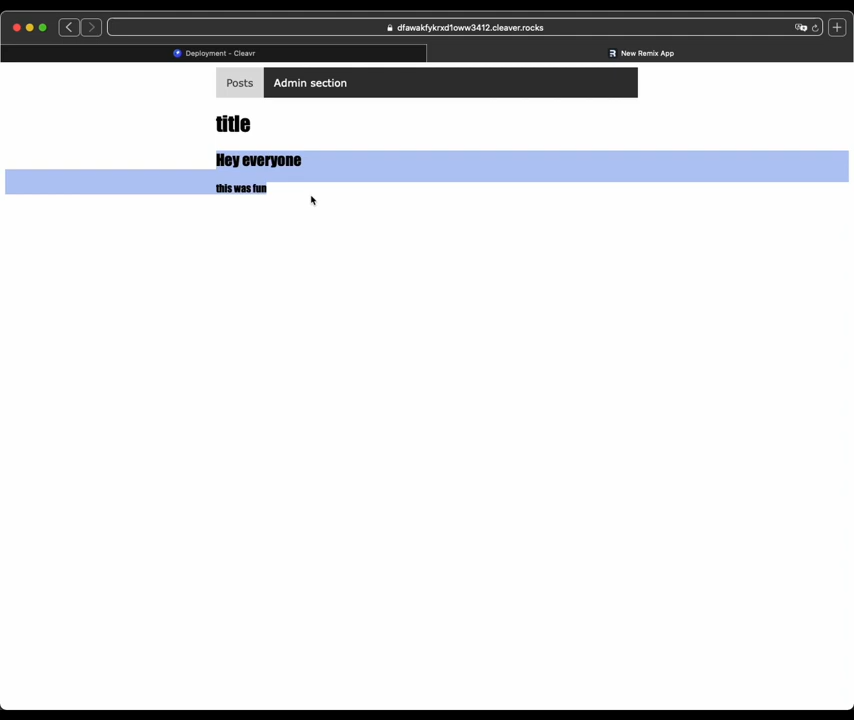 dfawakfykrxd1oww3412.cleaver.rocks
Deployment - Cleavr
New Remix App
Posts
Admin section
title
Hey everyone
this was fun